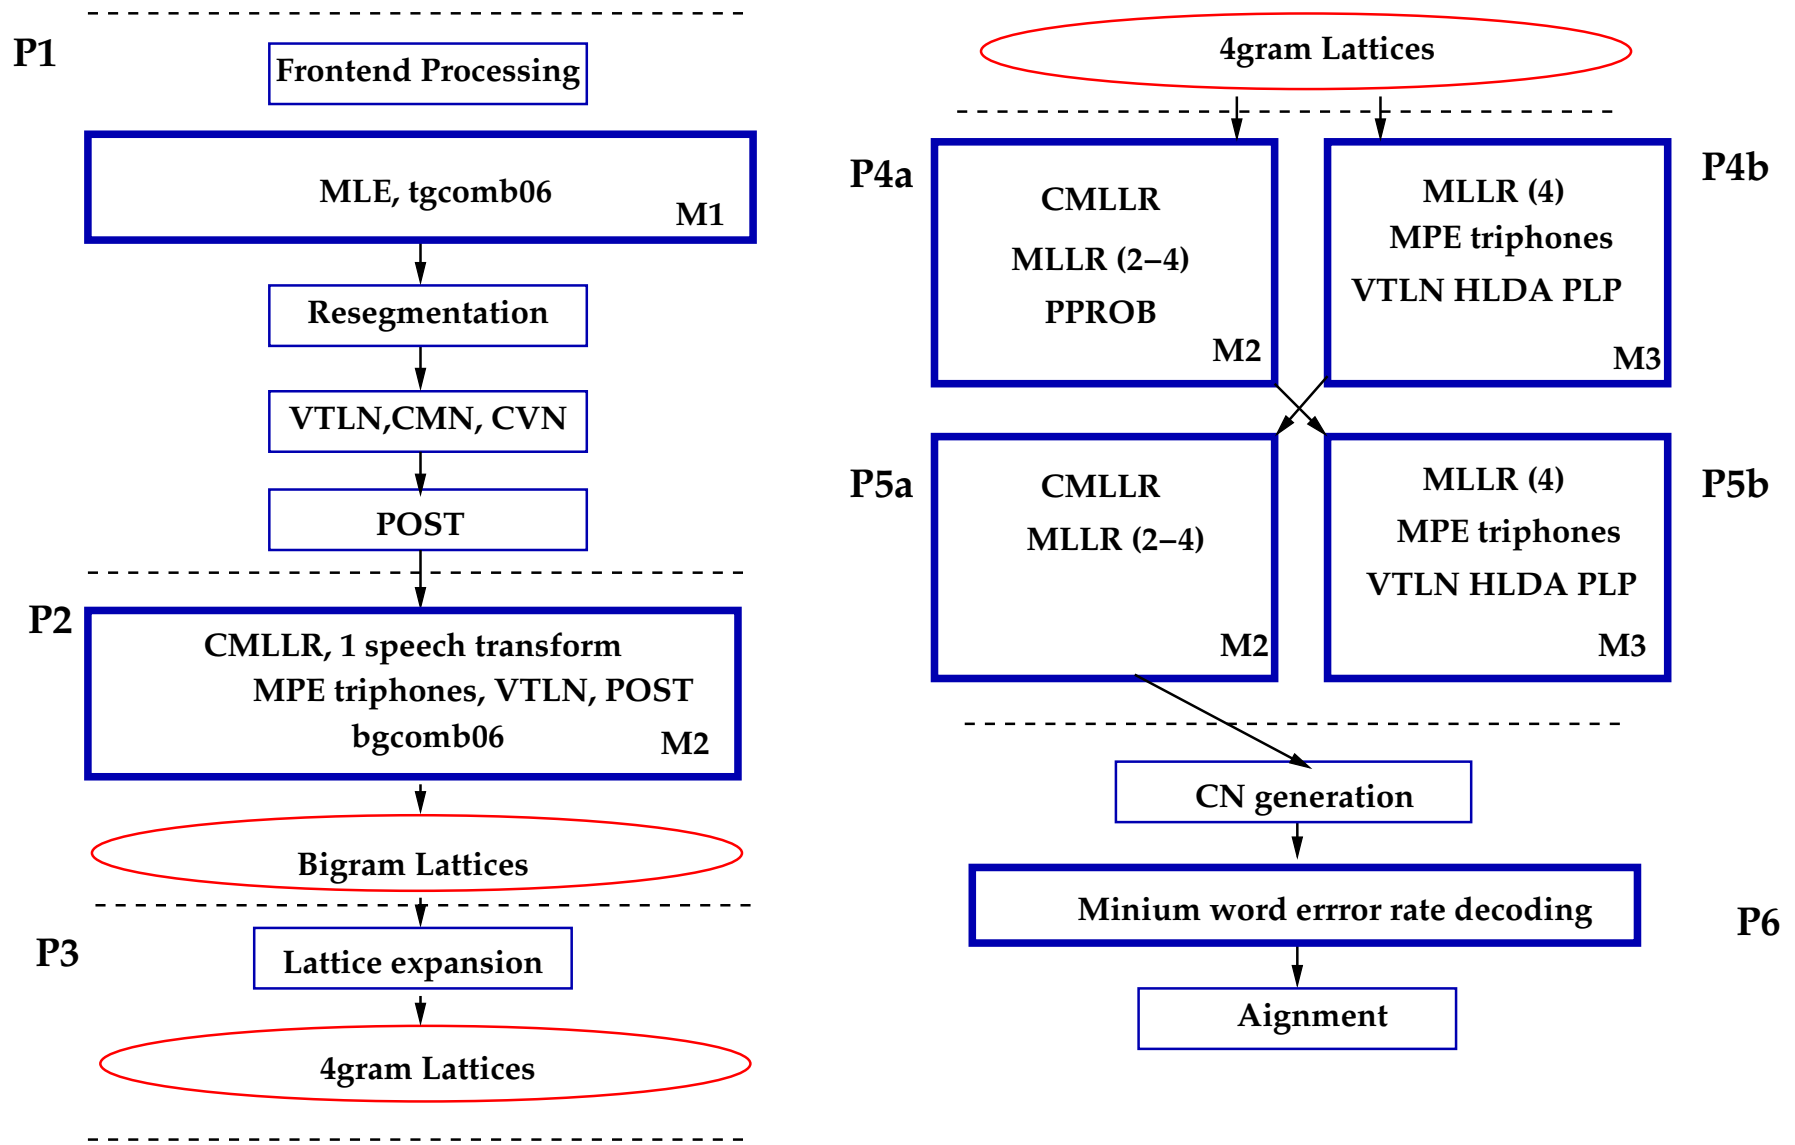 P1
Frontend Processing
MLE, tgcomb06
M1
Resegmentation
VTLN,CMN, CVN
POST
P2
CMLLR, 1 speech transform
MPE triphones, VTLN, POST
bgcomb06
M2
Bigram Lattices
P3
Lattice expansion
4gram Lattices
4gram Lattices
P4a
CMLLR
MLLR (2−4)
PPROB
M2
P4b
MLLR (4)
MPE triphones
VTLN HLDA PLP
M3
P5a
CMLLR
MLLR (2−4)
M2
P5b
MLLR (4)
MPE triphones
VTLN HLDA PLP
M3
CN generation
Minium word errror rate decoding
P6
Aignment